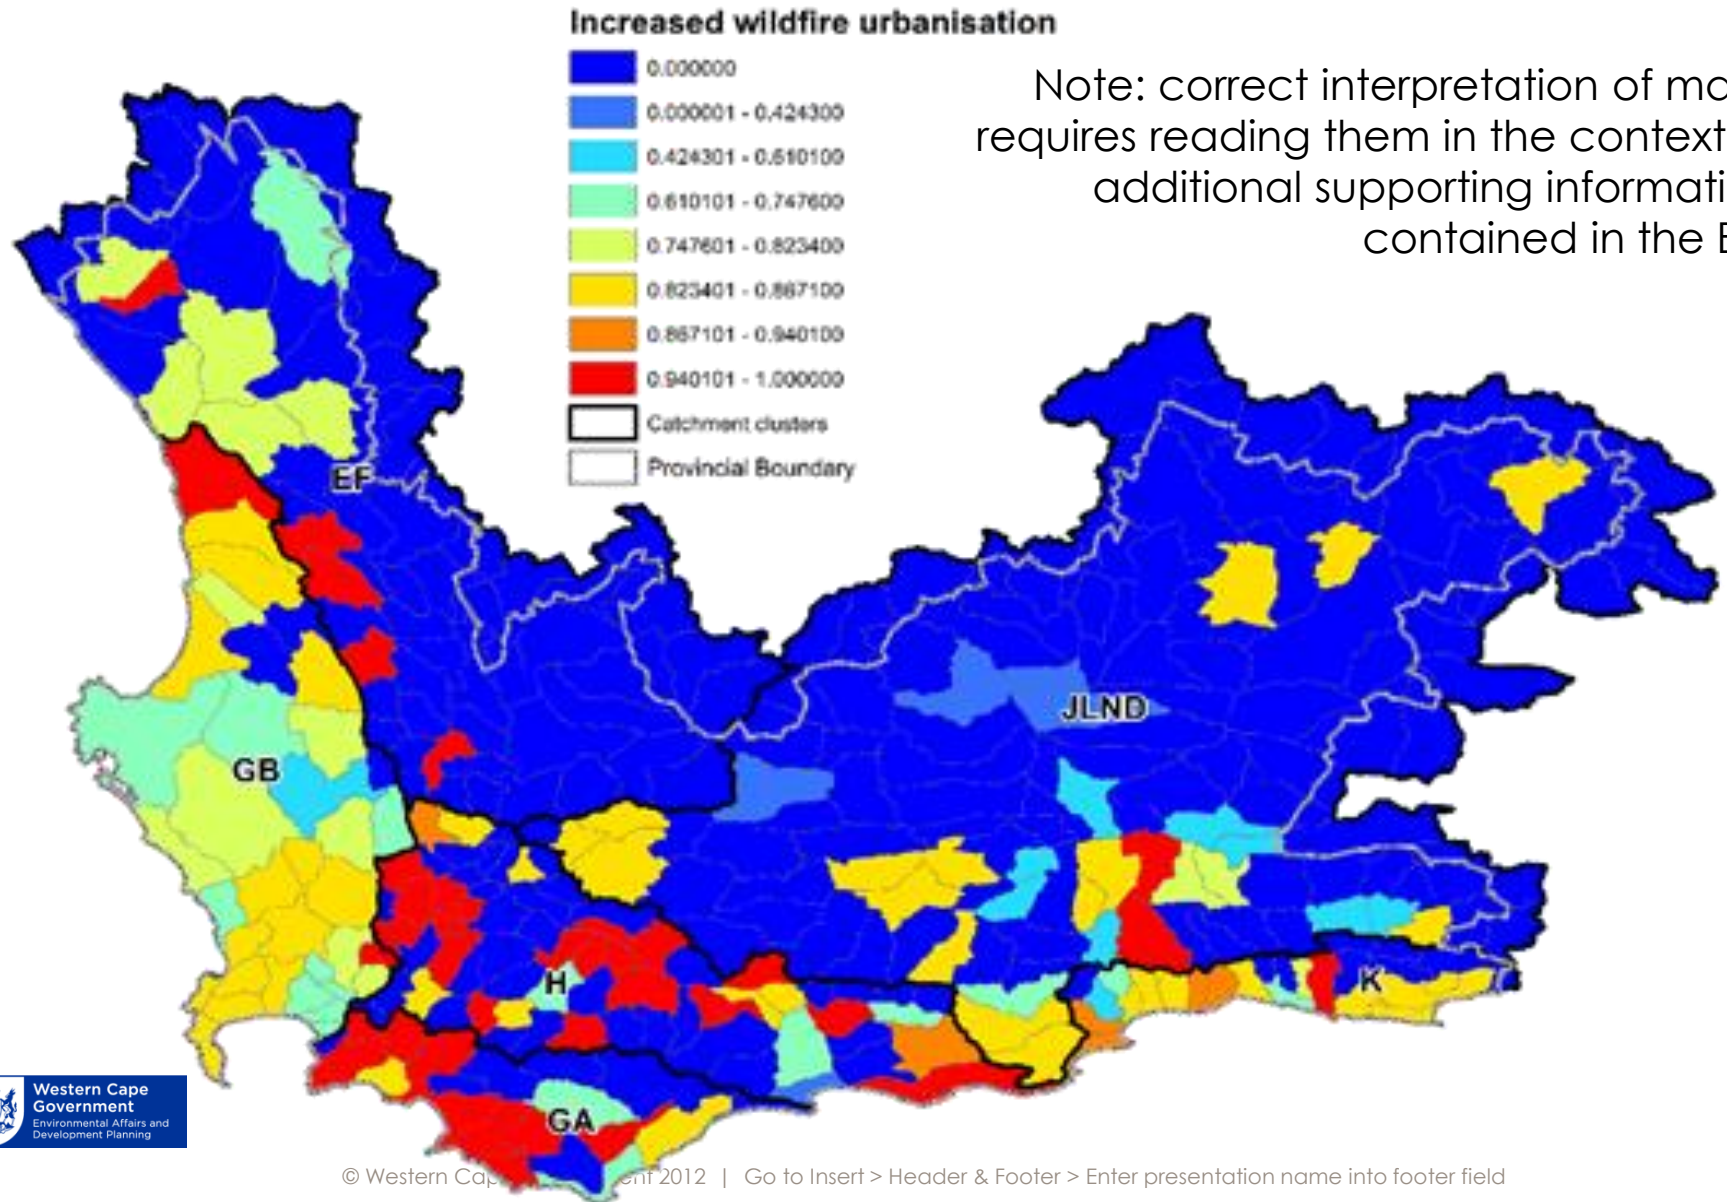 Increased wildfire urbanisation
0.000000
0.000001 - 0.424300
0.424301 - 0.610100
0.610101 - 0.747600
0.747601 - 0.823400
0.823401 - 0.867100
0.867101 - 0.940100
0.940101 - 1.000000
Catchment clusters
Provincial Boundary
Note: correct interpretation of
requires reading them in the context
additional supporting
contained in the
EF
JLND
GB
H
K
GA
Western Cape
Government
Environmental Affairs and
Development Planning
© Western 2012 | Go to Insert > Header & Footer > Enter presentation name into footer field